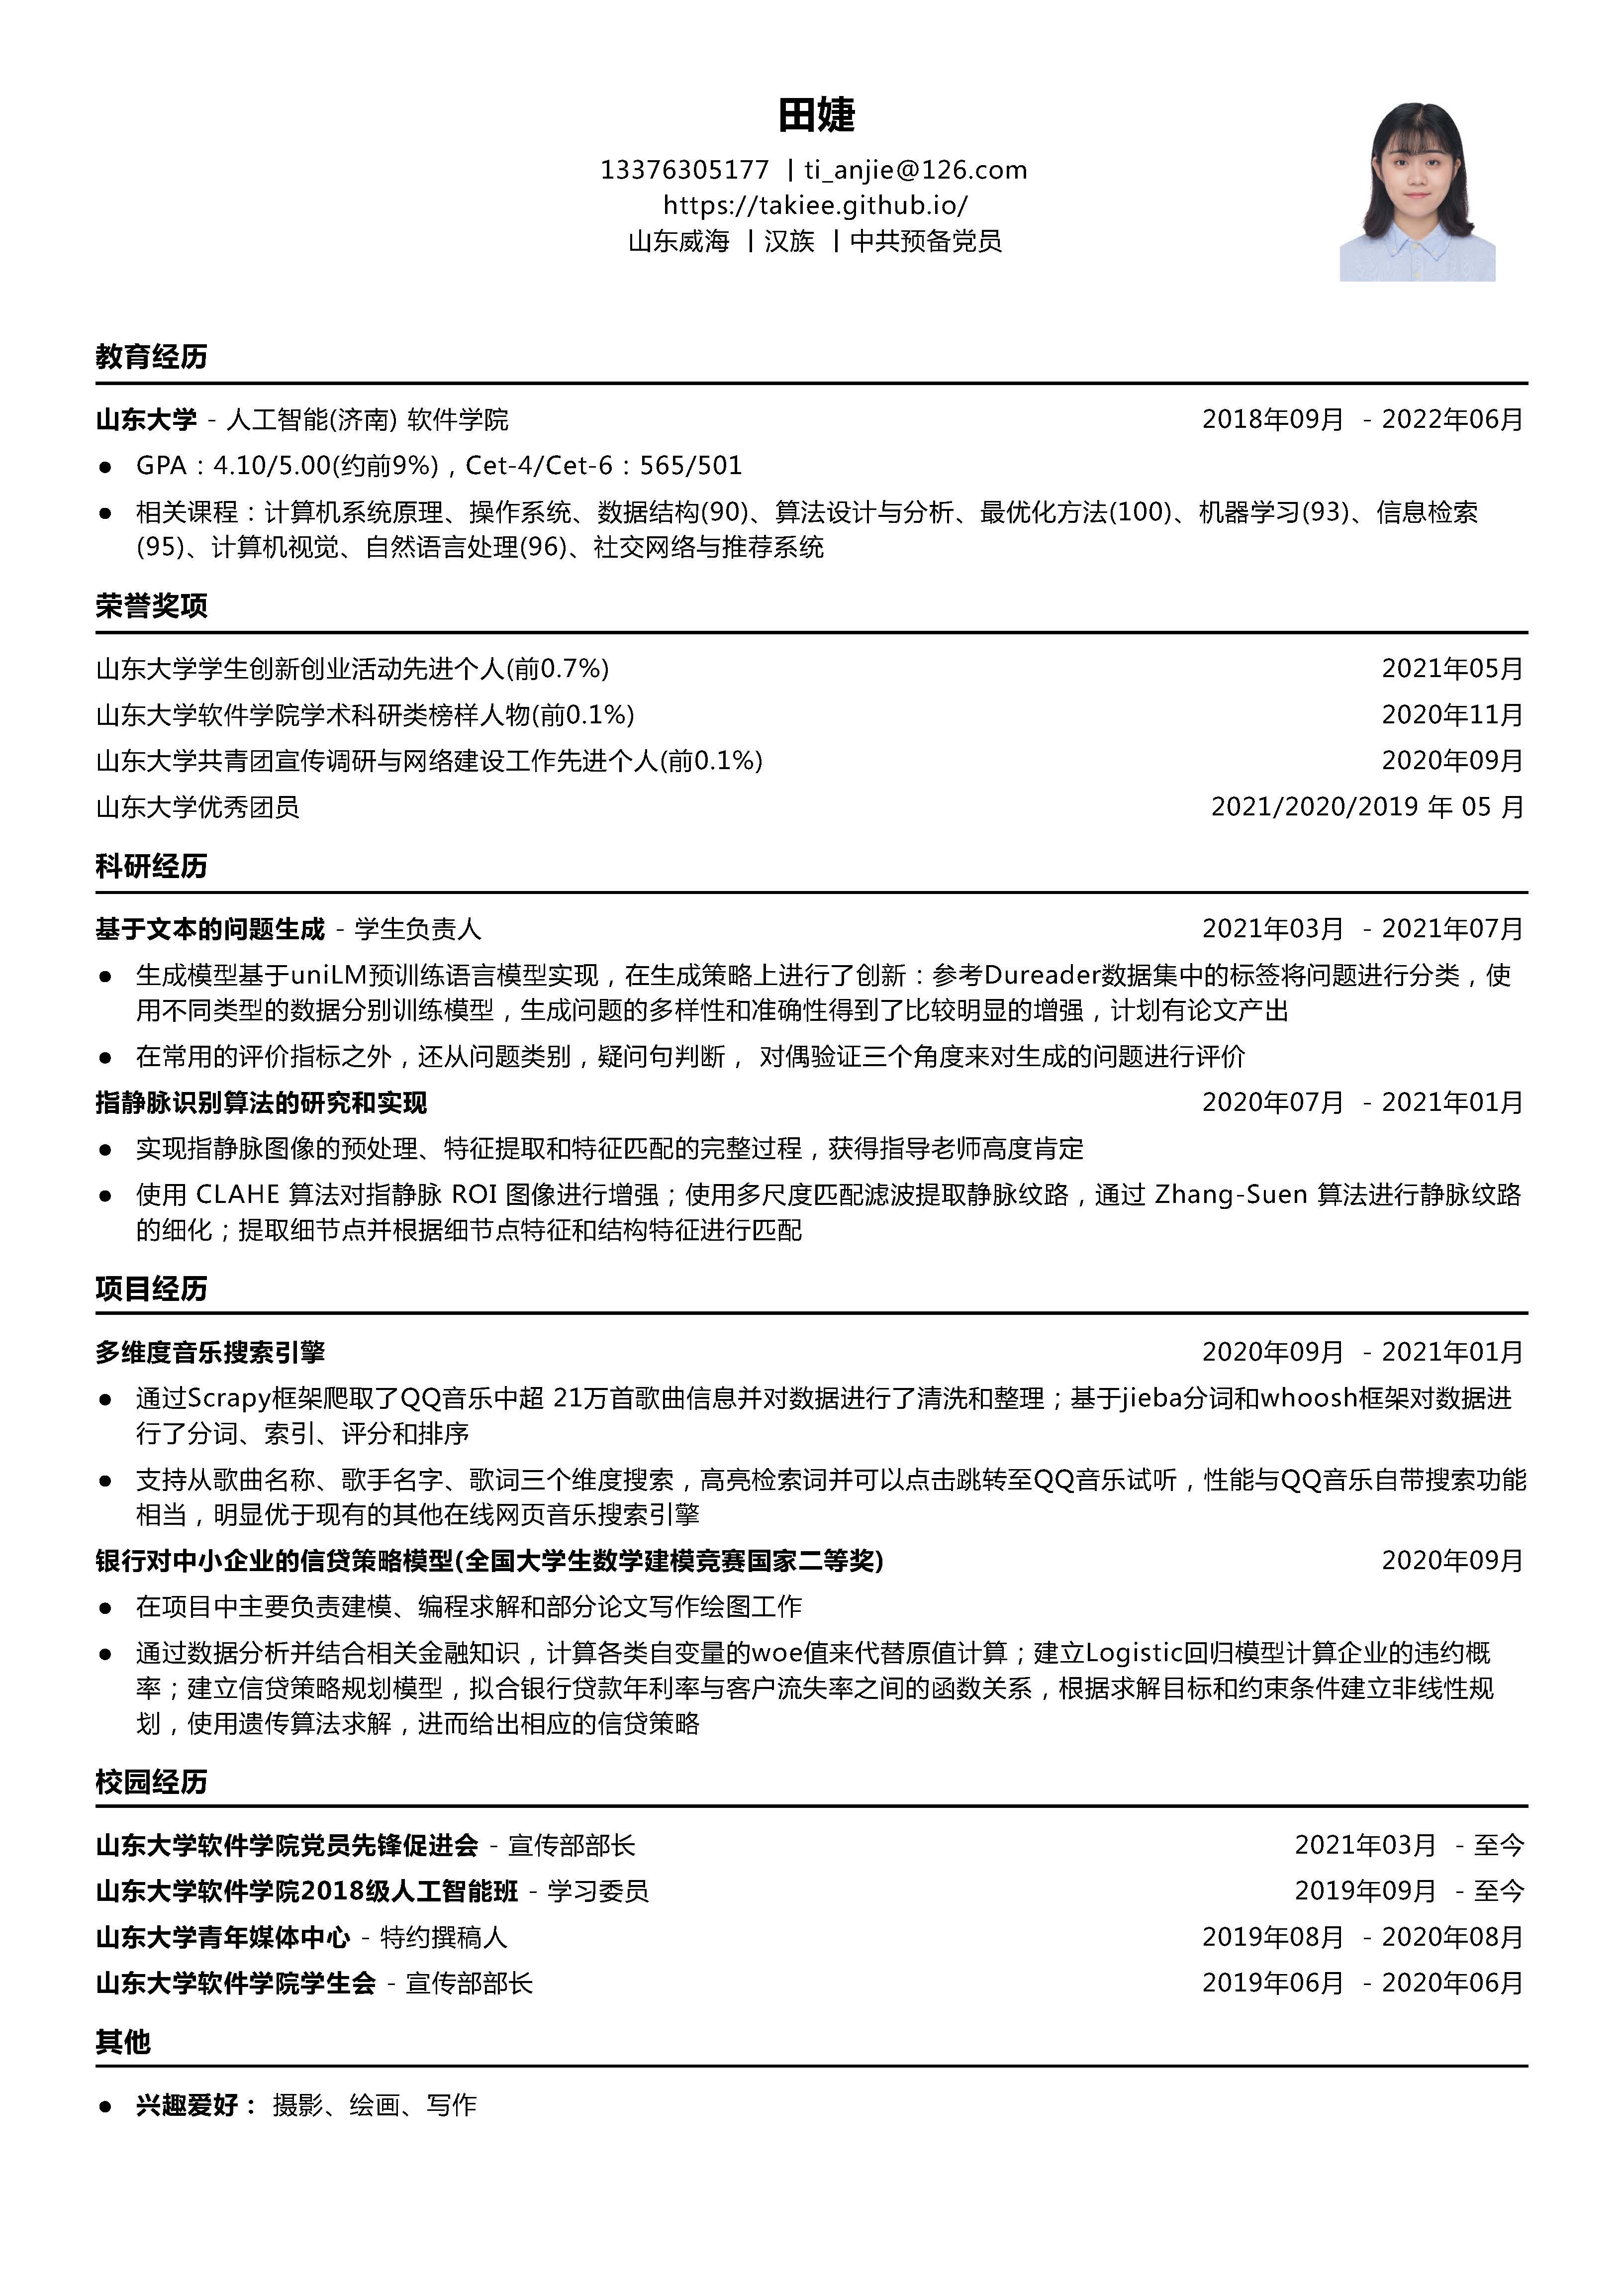 田婕
13376305177 | ti_anjie@126.com
https://takiee.github.io/
山东威海 | 汉族 | 中共预备党员
教育经历
山东大学 - 人工智能(济南) 软件学院 2018年09月 - 2022年06月
● GPA：4.10/5.00(约前9%)，Cet-4/Cet-6：565/501
● 相关课程：计算机系统原理、操作系统、数据结构(90)、算法设计与分析、最优化方法(100)、机器学习(93)、信息检索
(95)、计算机视觉、自然语言处理(96)、社交网络与推荐系统
荣誉奖项
山东大学学生创新创业活动先进个人(前0.7%) 2021年05月
山东大学软件学院学术科研类榜样人物(前0.1%) 2020年11月
山东大学共青团宣传调研与网络建设工作先进个人(前0.1%) 2020年09月
山东大学优秀团员 2021/2020/2019 年 05 月
科研经历
基于文本的问题生成 - 学生负责人 2021年03月 - 2021年07月
● 生成模型基于uniLM预训练语言模型实现，在生成策略上进行了创新：参考Dureader数据集中的标签将问题进行分类，使
用不同类型的数据分别训练模型，生成问题的多样性和准确性得到了比较明显的增强，计划有论文产出
● 在常用的评价指标之外，还从问题类别，疑问句判断， 对偶验证三个角度来对生成的问题进行评价
指静脉识别算法的研究和实现 2020年07月 - 2021年01月
● 实现指静脉图像的预处理、特征提取和特征匹配的完整过程，获得指导老师高度肯定
● 使用 CLAHE 算法对指静脉 ROI 图像进行增强；使用多尺度匹配滤波提取静脉纹路，通过 Zhang-Suen 算法进行静脉纹路
的细化；提取细节点并根据细节点特征和结构特征进行匹配
项目经历
多维度音乐搜索引擎 2020年09月 - 2021年01月
● 通过Scrapy框架爬取了QQ音乐中超 21万首歌曲信息并对数据进行了清洗和整理；基于jieba分词和whoosh框架对数据进
行了分词、索引、评分和排序
● 支持从歌曲名称、歌手名字、歌词三个维度搜索，高亮检索词并可以点击跳转至QQ音乐试听，性能与QQ音乐自带搜索功能
相当，明显优于现有的其他在线网页音乐搜索引擎
银行对中小企业的信贷策略模型(全国大学生数学建模竞赛国家二等奖) 2020年09月
● 在项目中主要负责建模、编程求解和部分论文写作绘图工作
● 通过数据分析并结合相关金融知识，计算各类自变量的woe值来代替原值计算；建立Logistic回归模型计算企业的违约概
率；建立信贷策略规划模型，拟合银行贷款年利率与客户流失率之间的函数关系，根据求解目标和约束条件建立非线性规
划，使用遗传算法求解，进而给出相应的信贷策略
校园经历
山东大学软件学院党员先锋促进会 - 宣传部部长 2021年03月 - 至今
山东大学软件学院2018级人工智能班 - 学习委员 2019年09月 - 至今
山东大学青年媒体中心 - 特约撰稿人 2019年08月 - 2020年08月
山东大学软件学院学生会 - 宣传部部长 2019年06月 - 2020年06月
其他
● 兴趣爱好： 摄影、绘画、写作